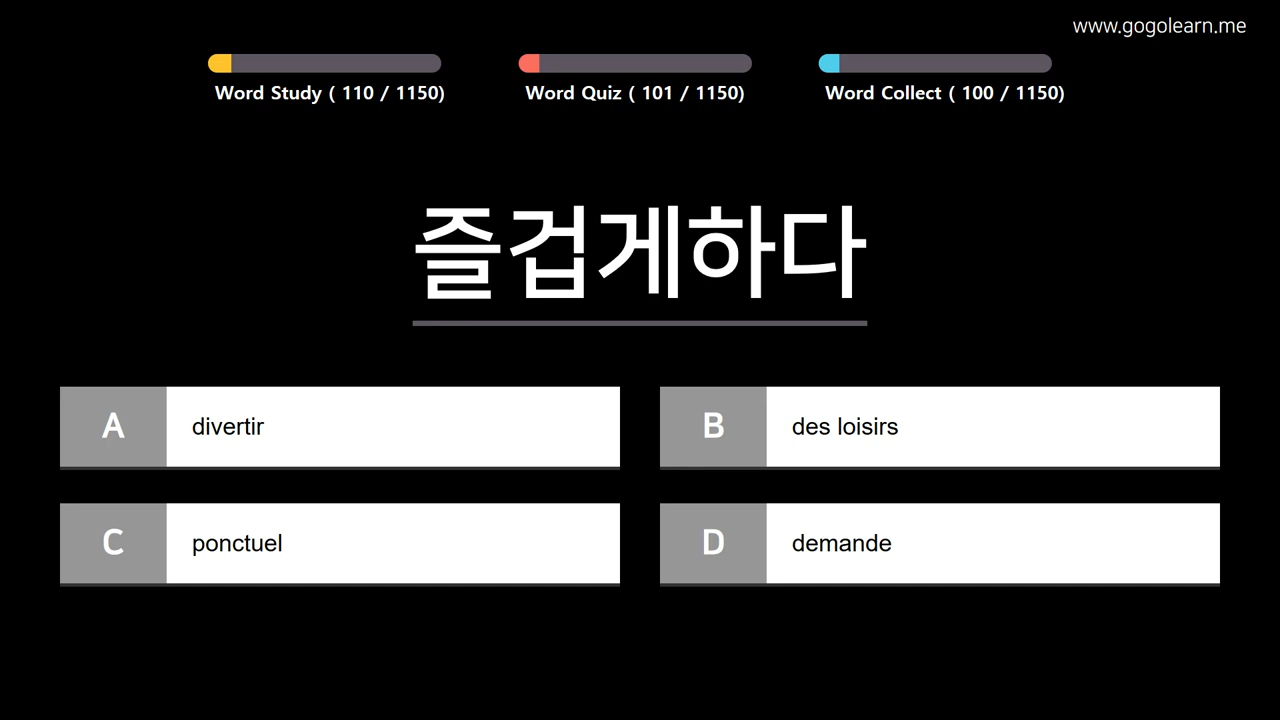 www.gogolearn.me
Word Study ( 110 / 1150)
Word Quiz ( 101 / 1150)
Word Collect ( 100 / 1150)
즐겁게하다
A divertir
B des loisirs
C ponctuel
D demande